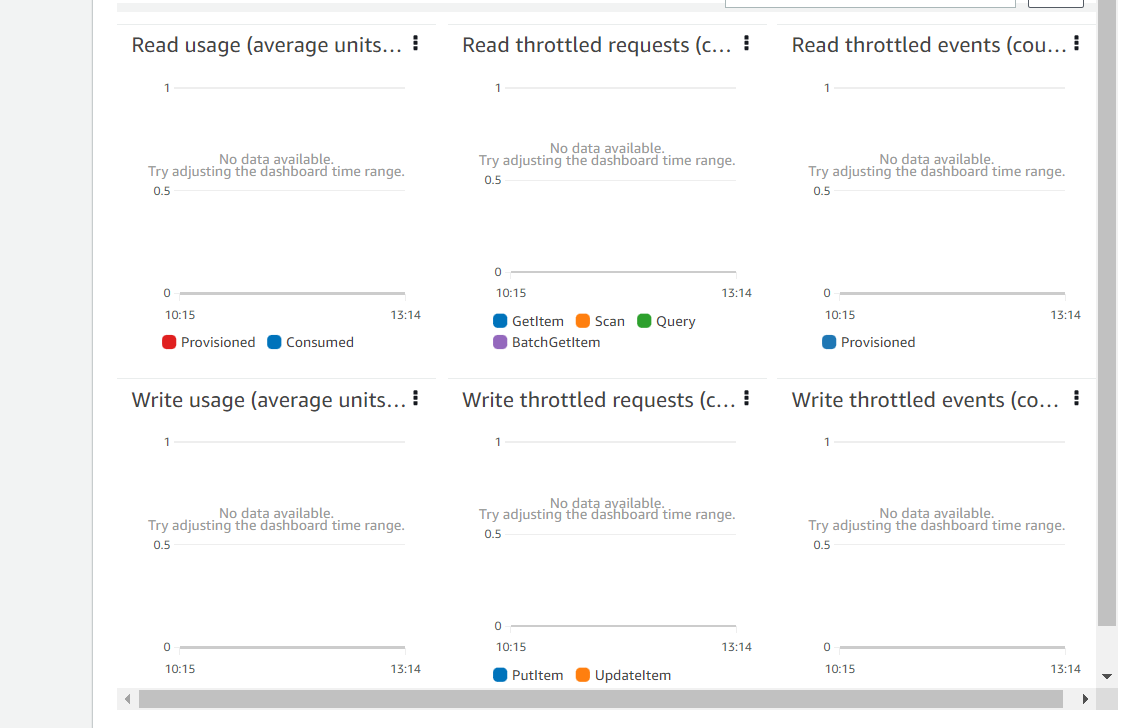 Read usage (average units...
Read throttled requests (c...
Read throttled events (cou...
1
No data available.
Try adjusting the dashboard time range.
0.5
0
10:15 13:14
Provisioned Consumed
1
No data available.
Try adjusting the dashboard time range.
0.5
0
10:15 13:14
GetItem Scan Query
BatchGetItem
1
No data available.
Try adjusting the dashboard time range.
0.5
0
10:15 13:14
Provisioned
Write usage (average units...
Write throttled requests (c...
Write throttled events (co...
1
No data available.
Try adjusting the dashboard time range.
0.5
0
10:15 13:14
1
No data available.
Try adjusting the dashboard time range.
0.5
0
10:15 13:14
PutItem UpdateItem
1
No data available.
Try adjusting the dashboard time range.
0.5
0
10:15 13:14